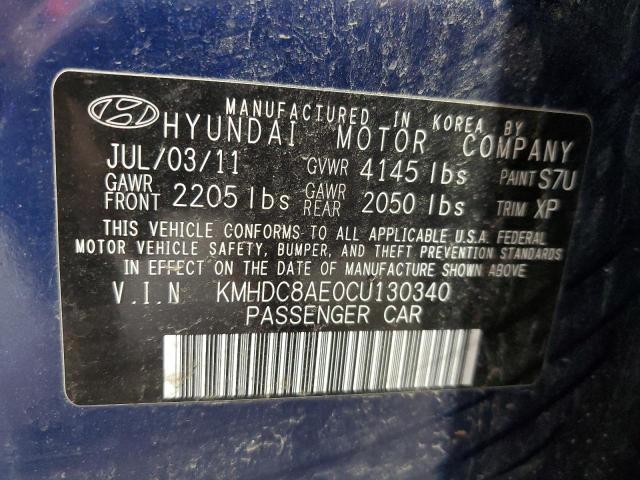 MANUFACTURED IN KOREA BY
HYUNDAI MOTOR COMPANY
JUL/03/11 GVWR 4145 lbs PAINT S7U
GAWR FRONT 2205 lbs GAWR REAR 2050 lbs TRIM XP
THIS VEHICLE CONFORMS TO ALL APPLICABLE U.S.A. FEDERAL
MOTOR VEHICLE SAFETY, BUMPER, AND THEFT PREVENTION STANDARDS
IN EFFECT ON THE DATE OF MANUFACTURE SHOWN ABOVE.
V.I.N KMHDC8AE0CU130340
PASSENGER CAR